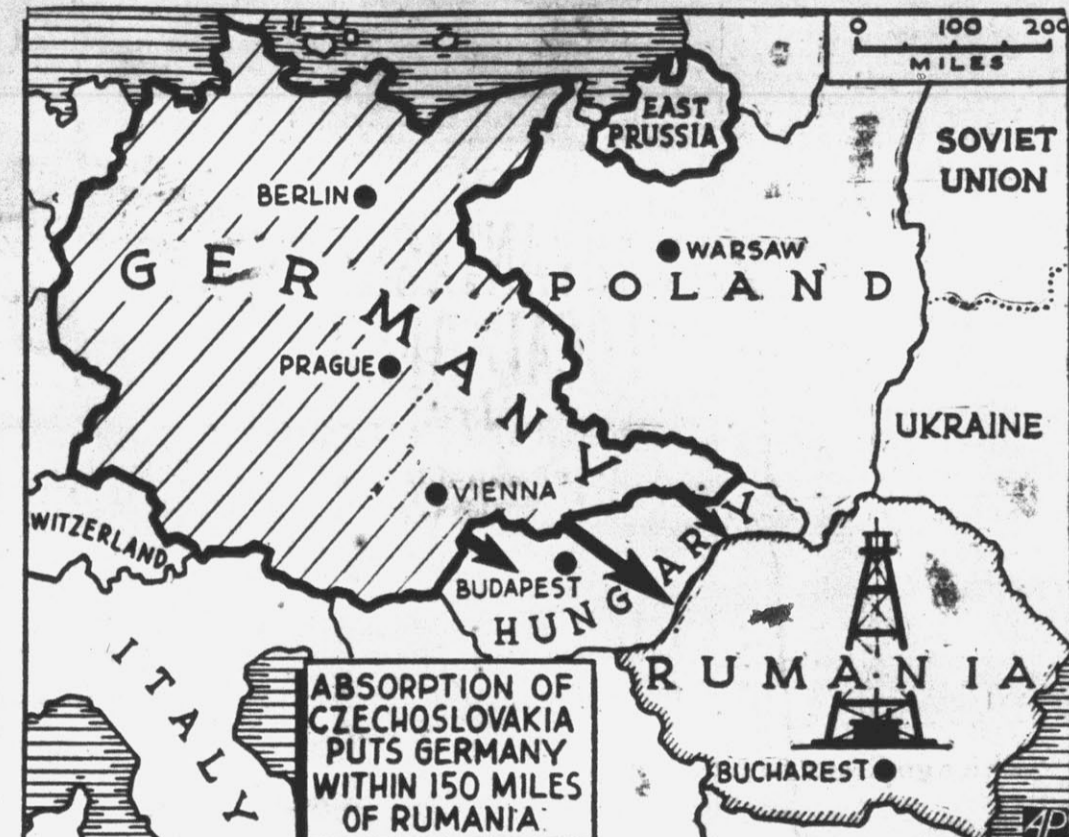 0 100 200
MILES
EAST
PRUSSIA
SOVIET
UNION
BERLIN
WARSAW
GERMANY
POLAND
PRAGUE
UKRAINE
VIENNA
WITZERLAND
BUDAPEST
HUNGARY
ITALY
RUMANIA
ABSORPTION OF
CZECHOSLOVAKIA
PUTS GERMANY
WITHIN 150 MILES
OF RUMANIA
BUCHAREST
AP